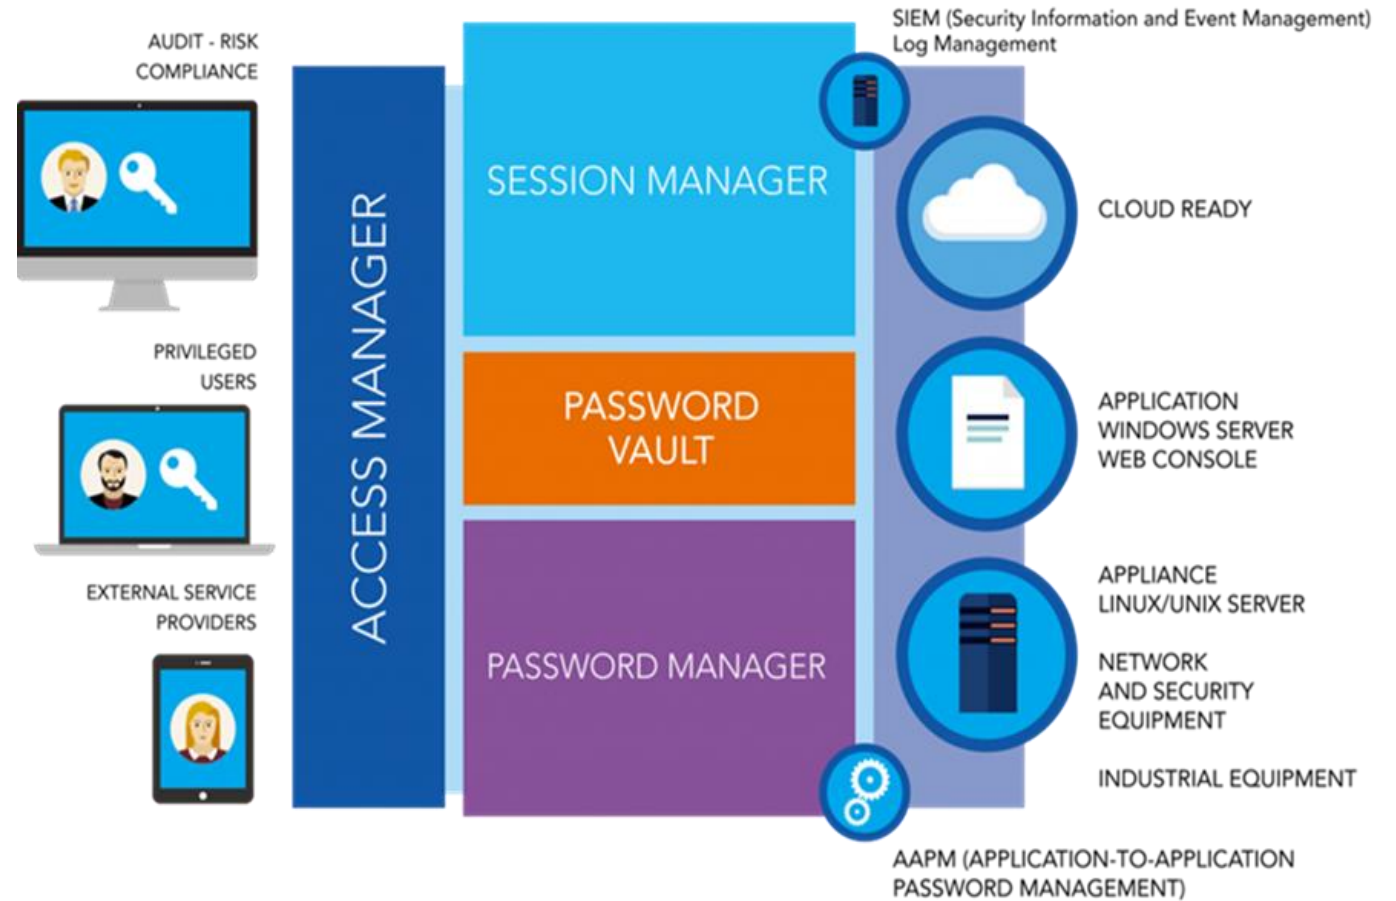 AUDIT - RISK
COMPLIANCE
PRIVILEGED
USERS
EXTERNAL SERVICE
PROVIDERS
ACCESS MANAGER
SESSION MANAGER
PASSWORD
VAULT
PASSWORD MANAGER
SIEM (Security Information and Event Management)
Log Management
CLOUD READY
APPLICATION
WINDOWS SERVER
WEB CONSOLE
APPLIANCE
LINUX/UNIX SERVER
NETWORK
AND SECURITY
EQUIPMENT
INDUSTRIAL EQUIPMENT
AAPM (APPLICATION-TO-APPLICATION
PASSWORD MANAGEMENT)